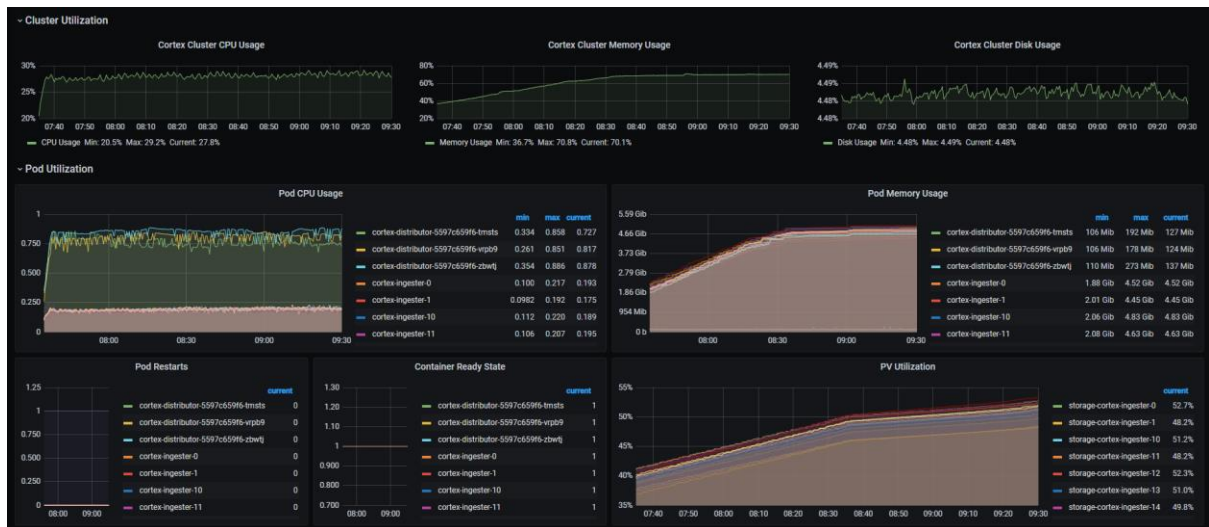 Cluster Utilization
Cortex Cluster CPU Usage
30%
25%
20%
07:40 07:50 08:00 08:10 08:20 08:30 08:40 08:50 09:00 09:10 09:20 09:30
CPU Usage Min: 20.5% Max: 29.2% Current: 27.8%
Cortex Cluster Memory Usage
80%
60%
40%
20%
07:40 07:50 08:00 08:10 08:20 08:30 08:40 08:50 09:00 09:10 09:20 09:30
Memory Usage Min: 36.7% Max: 70.8% Current: 70.1%
Cortex Cluster Disk Usage
4.49%
4.49%
4.48%
4.48%
07:40 07:50 08:00 08:10 08:20 08:30 08:40 08:50 09:00 09:10 09:20 09:30
Disk Usage Min: 4.48% Max: 4.49% Current: 4.48%
Pod Utilization
Pod CPU Usage
1
0.750
0.500
0.250
0
08:00 08:30 09:00 09:30
min max current
cortex-distributor-5597c659f6-tmsts 0.334 0.858 0.727
cortex-distributor-5597c659f6-vrpb9 0.261 0.851 0.817
cortex-distributor-5597c659f6-zbwtj 0.354 0.886 0.878
cortex-ingester-0 0.100 0.217 0.193
cortex-ingester-1 0.0982 0.192 0.175
cortex-ingester-10 0.112 0.220 0.189
cortex-ingester-11 0.106 0.207 0.195
Pod Memory Usage
5.59 Gib
4.66 Gib
3.73 Gib
2.79 Gib
1.86 Gib
954 Mib
0 b
08:00 08:30 09:00 09:30
min max current
cortex-distributor-5597c659f6-tmsts 106 Mib 192 Mib 127 Mib
cortex-distributor-5597c659f6-vrpb9 106 Mib 178 Mib 124 Mib
cortex-distributor-5597c659f6-zbwtj 110 Mib 273 Mib 137 Mib
cortex-ingester-0 1.88 Gib 4.52 Gib 4.52 Gib
cortex-ingester-1 2.01 Gib 4.45 Gib 4.45 Gib
cortex-ingester-10 2.06 Gib 4.83 Gib 4.83 Gib
cortex-ingester-11 2.08 Gib 4.63 Gib 4.63 Gib
Pod Restarts
1.25
1
0.750
0.500
0.250
0
08:00 09:00
current
cortex-distributor-5597c659f6-tmsts 0
cortex-distributor-5597c659f6-vrpb9 0
cortex-distributor-5597c659f6-zbwtj 0
cortex-ingester-0 0
cortex-ingester-1 0
cortex-ingester-10 0
cortex-ingester-11 0
Container Ready State
1.30
1.20
1.10
1
0.900
0.800
0.700
08:00 09:00
current
cortex-distributor-5597c659f6-tmsts 1
cortex-distributor-5597c659f6-vrpb9 1
cortex-distributor-5597c659f6-zbwtj 1
cortex-ingester-0 1
cortex-ingester-1 1
cortex-ingester-10 1
cortex-ingester-11 1
PV Utilization
55%
50%
45%
40%
35%
07:40 07:50 08:00 08:10 08:20 08:30 08:40 08:50 09:00 09:10 09:20 09:30
current
storage-cortex-ingester-0 52.7%
storage-cortex-ingester-1 48.2%
storage-cortex-ingester-10 51.2%
storage-cortex-ingester-11 48.2%
storage-cortex-ingester-12 52.3%
storage-cortex-ingester-13 51.0%
storage-cortex-ingester-14 49.8%